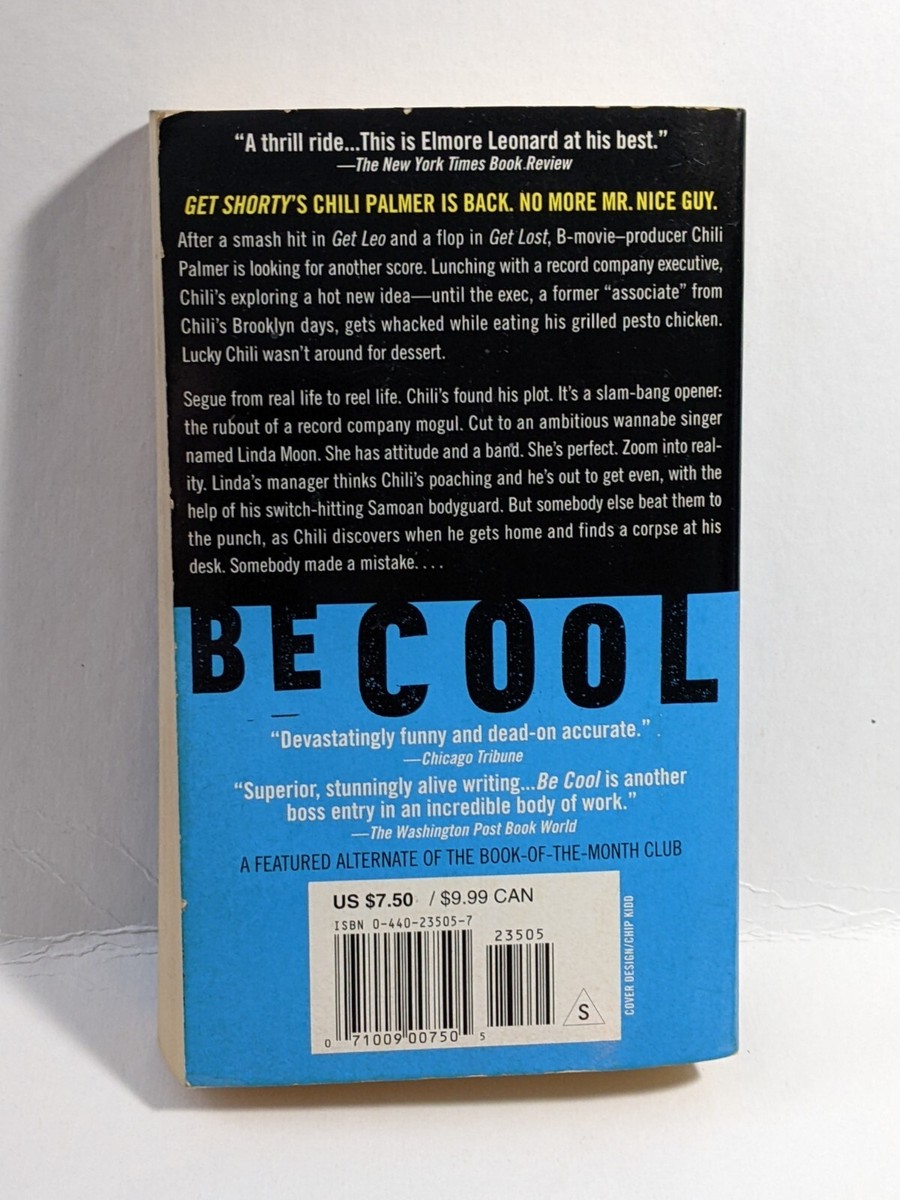 “A thrill ride...This is Elmore Leonard at his best.”
—The New York Times Book Review
GET SHORTY’S CHILI PALMER IS BACK. NO MORE MR. NICE GUY.
After a smash hit in Get Leo and a flop in Get Lost, B-movie–producer Chili
Palmer is looking for another score. Lunching with a record company executive,
Chili’s exploring a hot new idea—until the exec, a former “associate” from
Chili’s Brooklyn days, gets whacked while eating his grilled pesto chicken.
Lucky Chili wasn’t around for dessert.
Segue from real life to reel life. Chili’s found his plot. It’s a slam-bang opener:
the rubout of a record company mogul. Cut to an ambitious wannabe singer
named Linda Moon. She has attitude and a band. She’s perfect. Zoom into real-
ity. Linda’s manager thinks Chili’s poaching and he’s out to get even, with the
help of his switch-hitting Samoan bodyguard. But somebody else beat them to
the punch, as Chili discovers when he gets home and finds a corpse at his
desk. Somebody made a mistake. . . .
BE COOL
“Devastatingly funny and dead-on accurate.”
—Chicago Tribune
“Superior, stunningly alive writing...Be Cool is another
boss entry in an incredible body of work.”
—The Washington Post Book World
A FEATURED ALTERNATE OF THE BOOK-OF-THE-MONTH CLUB
US $7.50 / $9.99 CAN
ISBN 0-440-23505-7
23505
S
0 71009 00750 5
COVER DESIGN/CHIP KIDD